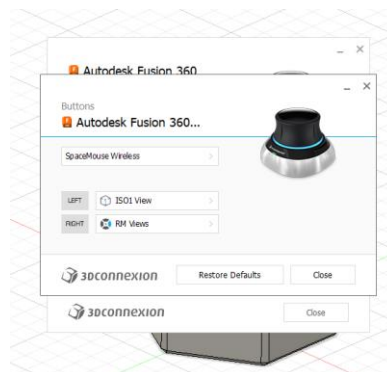 Autodesk Fusion 360
Buttons
Autodesk Fusion 360...
SpaceMouse Wireless
LEFT ISO1 View
RIGHT RM Views
3Dconnexion Restore Defaults Close
3Dconnexion Close